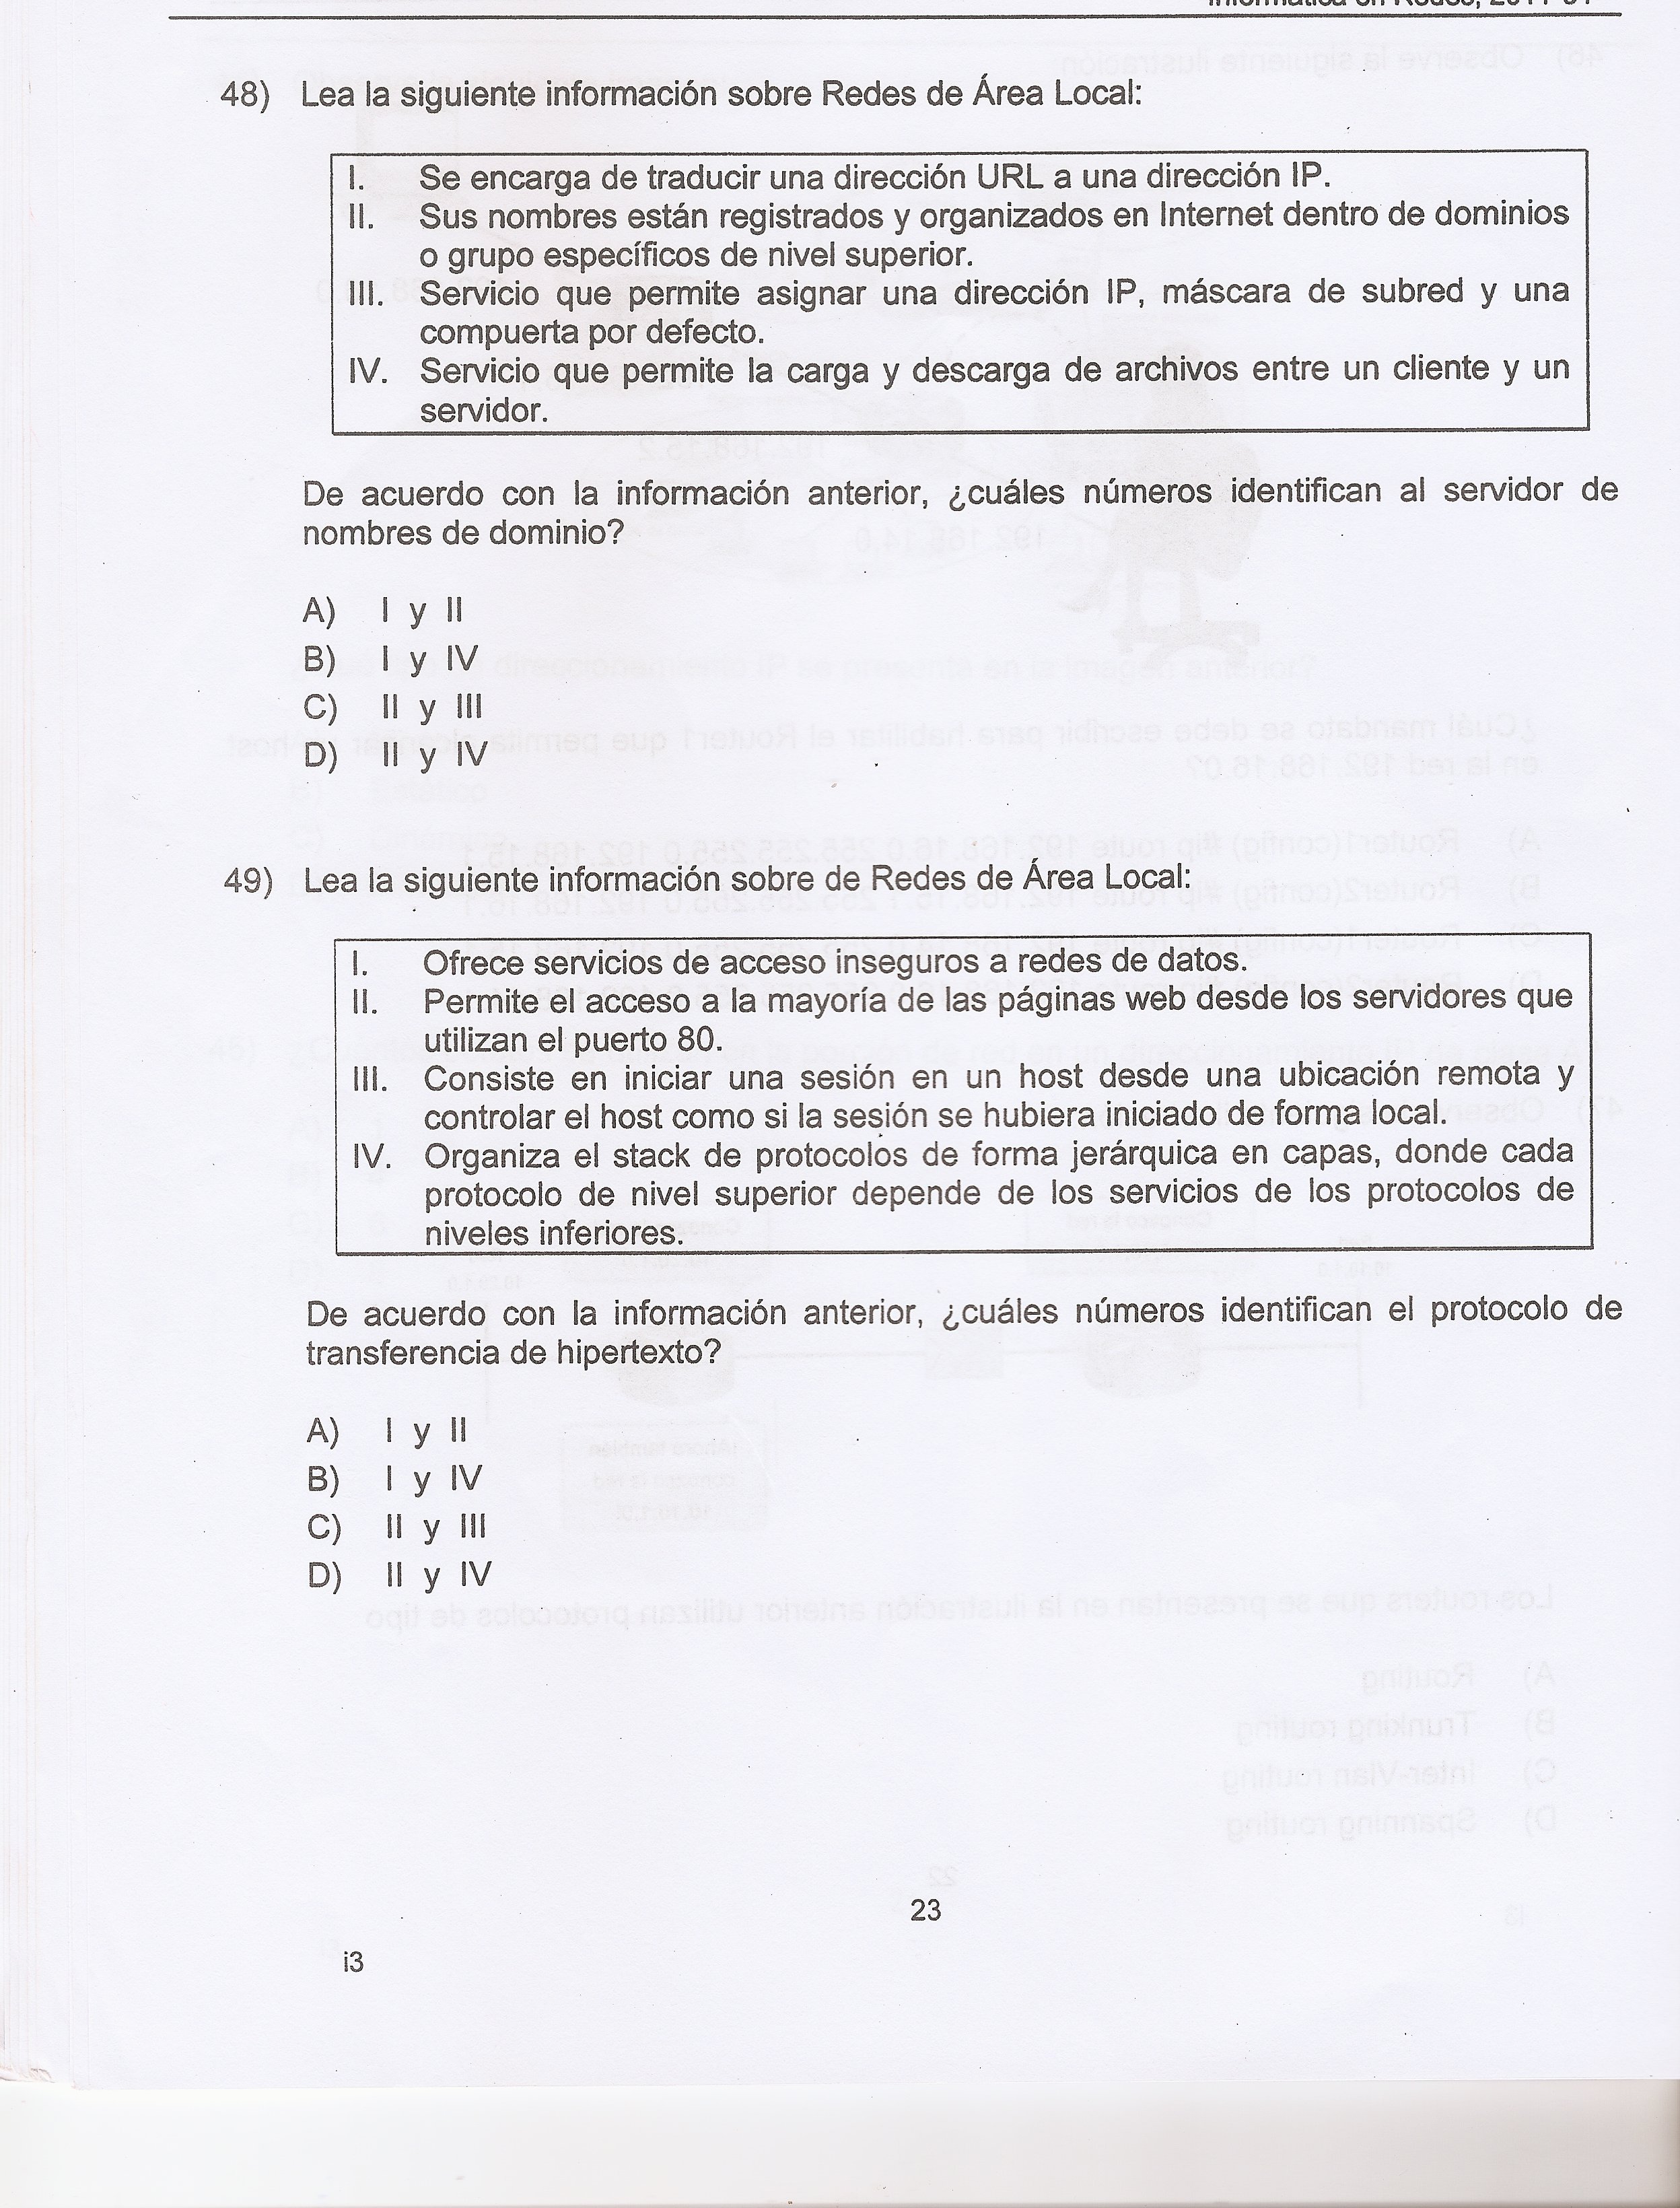 48) Lea la siguiente información sobre Redes de Área Local:
I. Se encarga de traducir una dirección URL a una dirección IP.
II. Sus nombres están registrados y organizados en Internet dentro de dominios
o grupo específicos de nivel superior.
III. Servicio que permite asignar una dirección IP, máscara de subred y una
compuerta por defecto.
IV. Servicio que permite la carga y descarga de archivos entre un cliente y un
servidor.
De acuerdo con la información anterior, ¿cuáles números identifican al servidor de
nombres de dominio?
A) I y II
B) I y IV
C) II y III
D) II y IV
49) Lea la siguiente información sobre de Redes de Área Local:
I. Ofrece servicios de acceso inseguros a redes de datos.
II. Permite el acceso a la mayoría de las páginas web desde los servidores que
utilizan el puerto 80.
III. Consiste en iniciar una sesión en un host desde una ubicación remota y
controlar el host como si la sesión se hubiera iniciado de forma local.
IV. Organiza el stack de protocolos de forma jerárquica en capas, donde cada
protocolo de nivel superior depende de los servicios de los protocolos de
niveles inferiores.
De acuerdo con la información anterior, ¿cuáles números identifican el protocolo de
transferencia de hipertexto?
A) I y II
B) I y IV
C) II y III
D) II y IV
23
i3